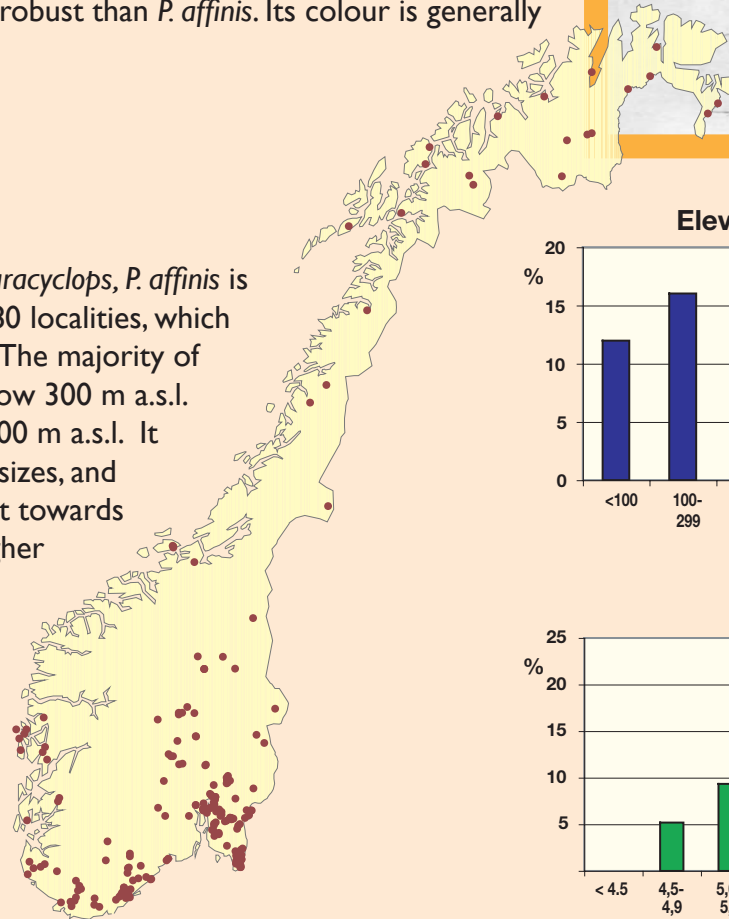 robust than P. affinis. Its colour is generally
aracyclops, P. affinis is
30 localities, which
The majority of
ow 300 m a.s.l.
00 m a.s.l. It
sizes, and
t towards
gher
Elev
%
20
15
10
5
0
<100
100-
299
%
25
20
15
10
5
< 4.5
4,5-
4,9
5,
5